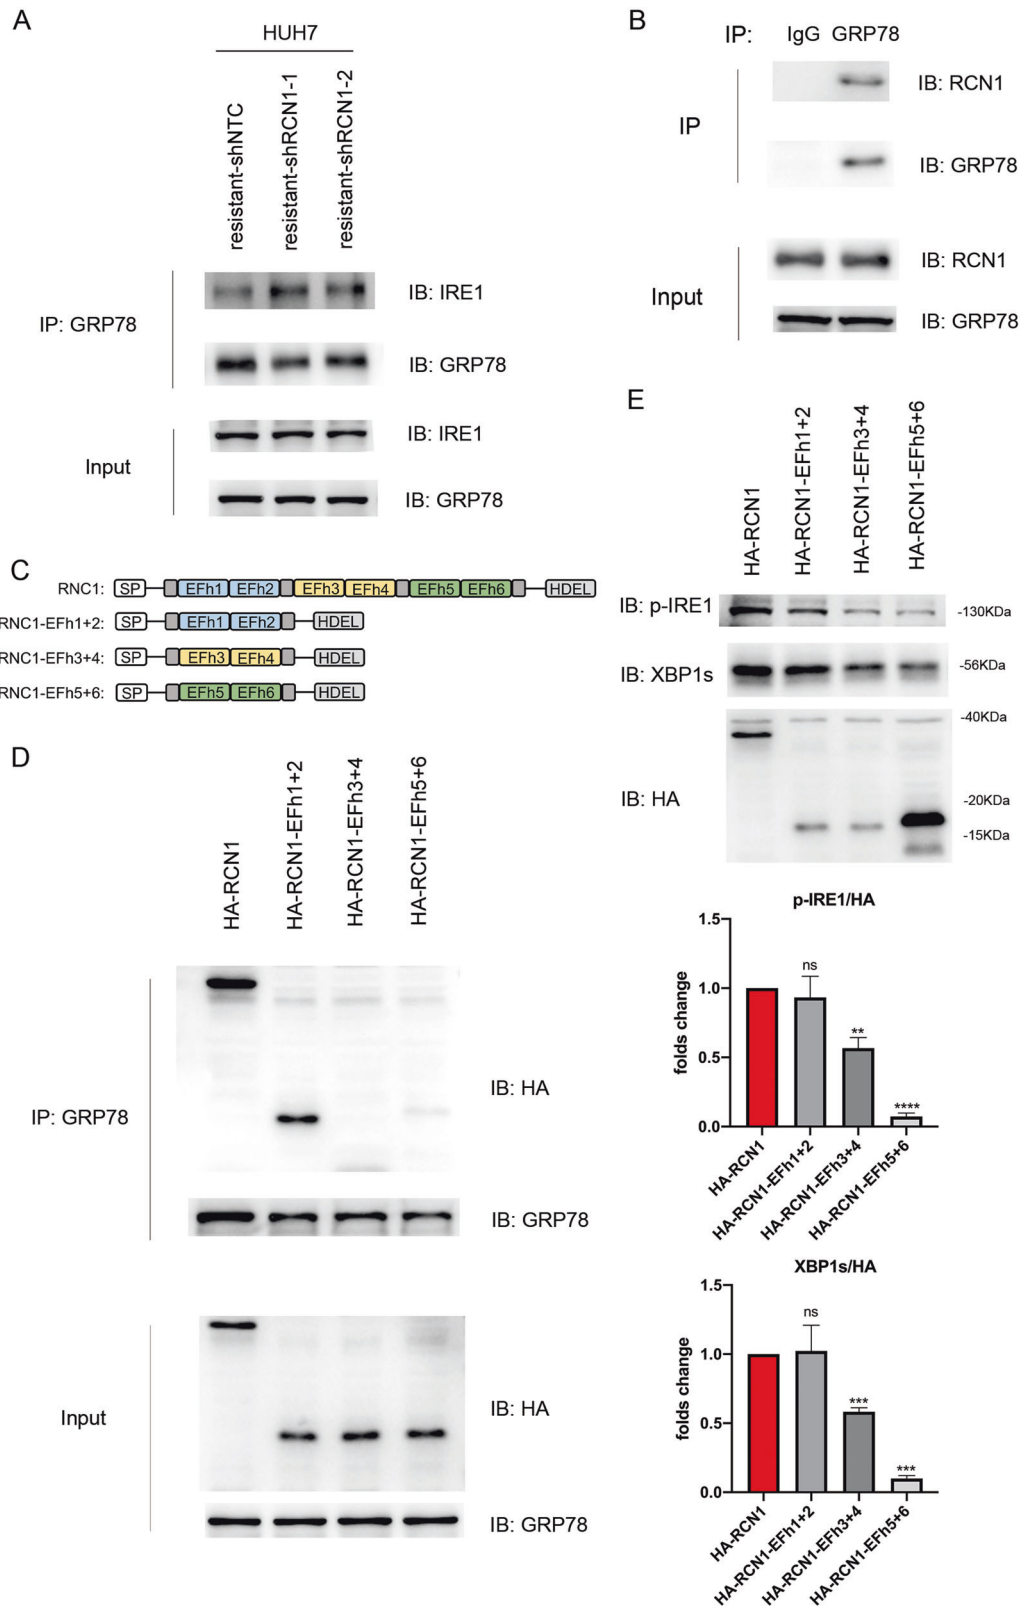 A
HUH7
resistant-shNTC
resistant-shRCN1-1
resistant-shRCN1-2
IP: GRP78
IB: IRE1
IB: GRP78
Input
IB: IRE1
IB: GRP78
B
IP: IgG GRP78
IP
IB: RCN1
IB: GRP78
Input
IB: RCN1
IB: GRP78
C
RNC1: SP EFh1 EFh2 EFh3 EFh4 EFh5 EFh6 HDEL
RNC1-EFh1+2: SP EFh1 EFh2 HDEL
RNC1-EFh3+4: SP EFh3 EFh4 HDEL
RNC1-EFh5+6: SP EFh5 EFh6 HDEL
D
HA-RCN1
HA-RCN1-EFh1+2
HA-RCN1-EFh3+4
HA-RCN1-EFh5+6
IP: GRP78
IB: HA
IB: GRP78
Input
IB: HA
IB: GRP78
E
HA-RCN1
HA-RCN1-EFh1+2
HA-RCN1-EFh3+4
HA-RCN1-EFh5+6
IB: p-IRE1
-130KDa
IB: XBP1s
-56KDa
-40KDa
IB: HA
-20KDa
-15KDa
p-IRE1/HA
folds change
1.5
1.0
0.5
0.0
ns
**
****
HA-RCN1
HA-RCN1-EFh1+2
HA-RCN1-EFh3+4
HA-RCN1-EFh5+6
XBP1s/HA
folds change
1.5
1.0
0.5
0.0
ns
***
***
HA-RCN1
HA-RCN1-EFh1+2
HA-RCN1-EFh3+4
HA-RCN1-EFh5+6